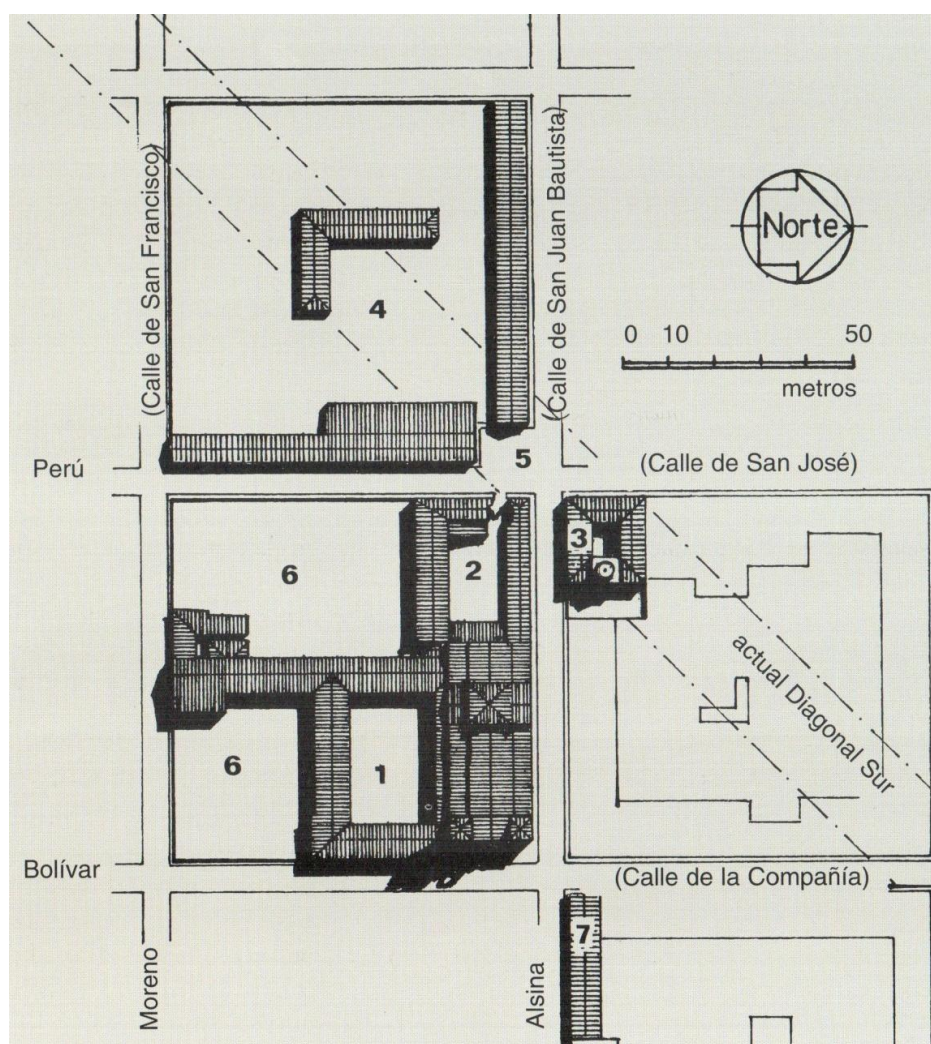 (Calle de San Francisco)
(Calle de San Juan Bautista)
Norte
0 10 50
metros
4
5
Perú
(Calle de San José)
6
2
3
actual Diagonal Sur
6
1
Bolívar
(Calle de la Compañía)
7
Moreno
Alsina